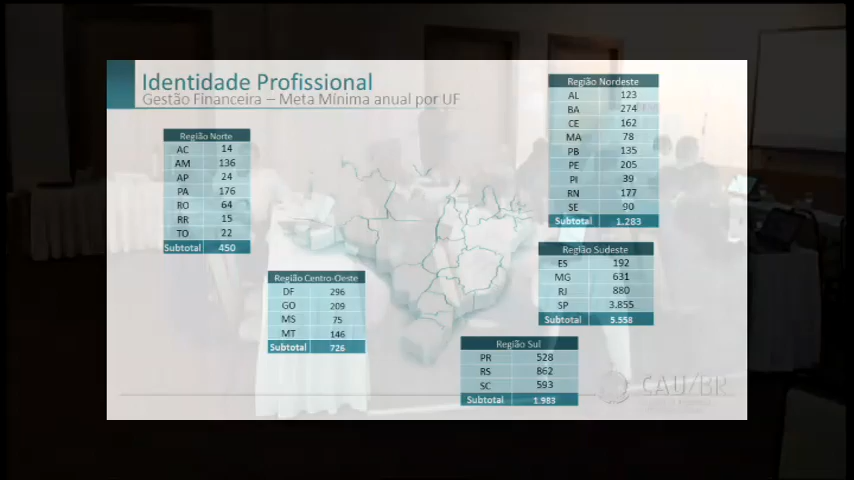 Identidade Profissional
Gestão Financeira – Meta Mínima anual por UF
Região Norte
AC 14
AM 136
AP 24
PA 176
RO 64
RR 15
TO 22
Subtotal 450
Região Nordeste
AL 123
BA 274
CE 162
MA 78
PB 135
PE 205
PI 39
RN 177
SE 90
Subtotal 1.283
Região Centro-Oeste
DF 296
GO 209
MS 75
MT 146
Subtotal 726
Região Sudeste
ES 192
MG 631
RJ 880
SP 3,855
Subtotal 5.558
Região Sul
PR 528
RS 862
SC 593
Subtotal 1.983
CAU/BR